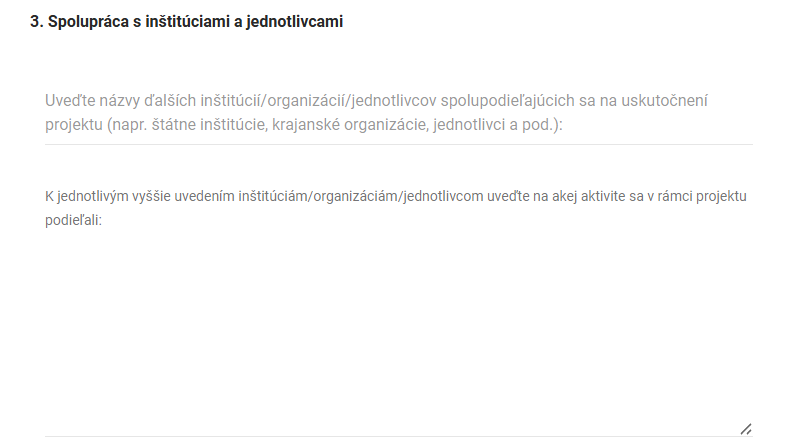 3. Spolupráca s inštitúciami a jednotlivcami
Uveďte názvy ďalších inštitúcií/organizácií/jednotlivcov spolupodieľajúcich sa na uskutočnení
projektu (napr. štátne inštitúcie, krajanské organizácie, jednotlivci a pod.):
K jednotlivým vyššie uvedením inštitúciám/organizáciám/jednotlivcom uveďte na akej aktivite sa v rámci projektu
podieľali: